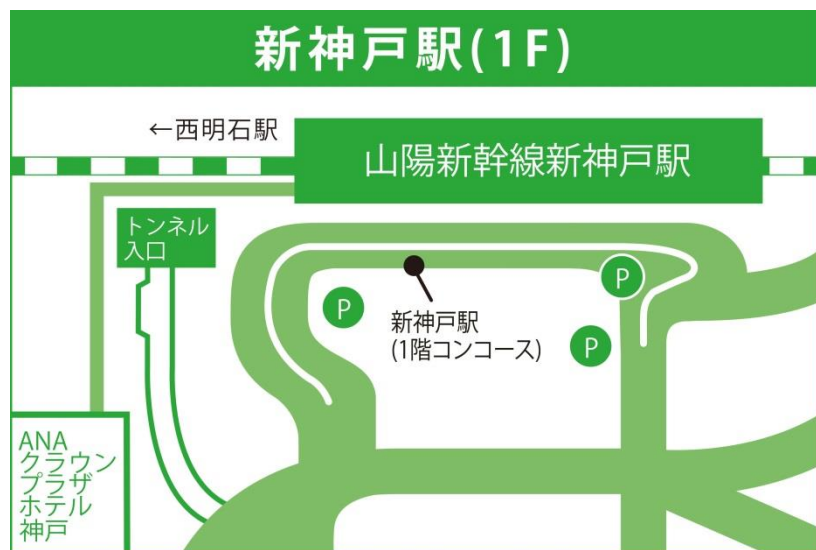 新神戸駅(1F)
←西明石駅
山陽新幹線新神戸駅
トンネル
入口
P
P
P
新神戸駅
(1階コンコース)
ANA
クラウン
プラザ
ホテル
神戸